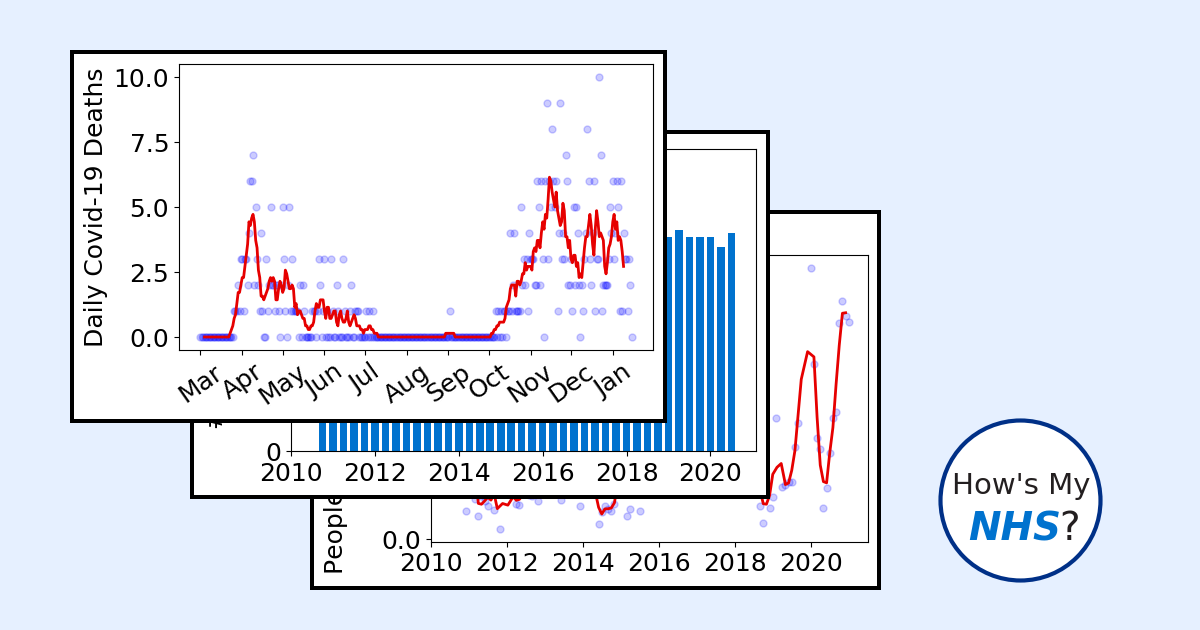 Daily Covid-19 Deaths
10.0
7.5
5.0
2.5
0.0
Mar Apr May Jun Jul Aug Sep Oct Nov Dec Jan
0
2010 2012 2014 2016 2018 2020
People
0.0
2010 2012 2014 2016 2018 2020
How's My
NHS?